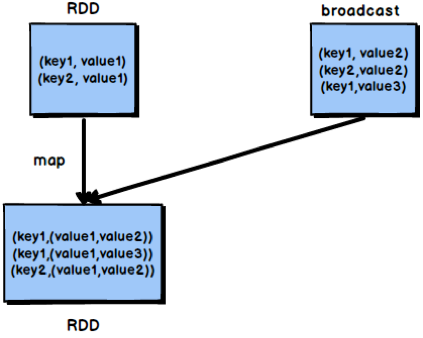 RDD
broadcast
(key1, value1)
(key2, value1)
(key1, value2)
(key2,value2)
(key1,value3)
map
(key1,(value1,value2))
(key1,(value1,value3))
(key2,(value1,value2))
RDD